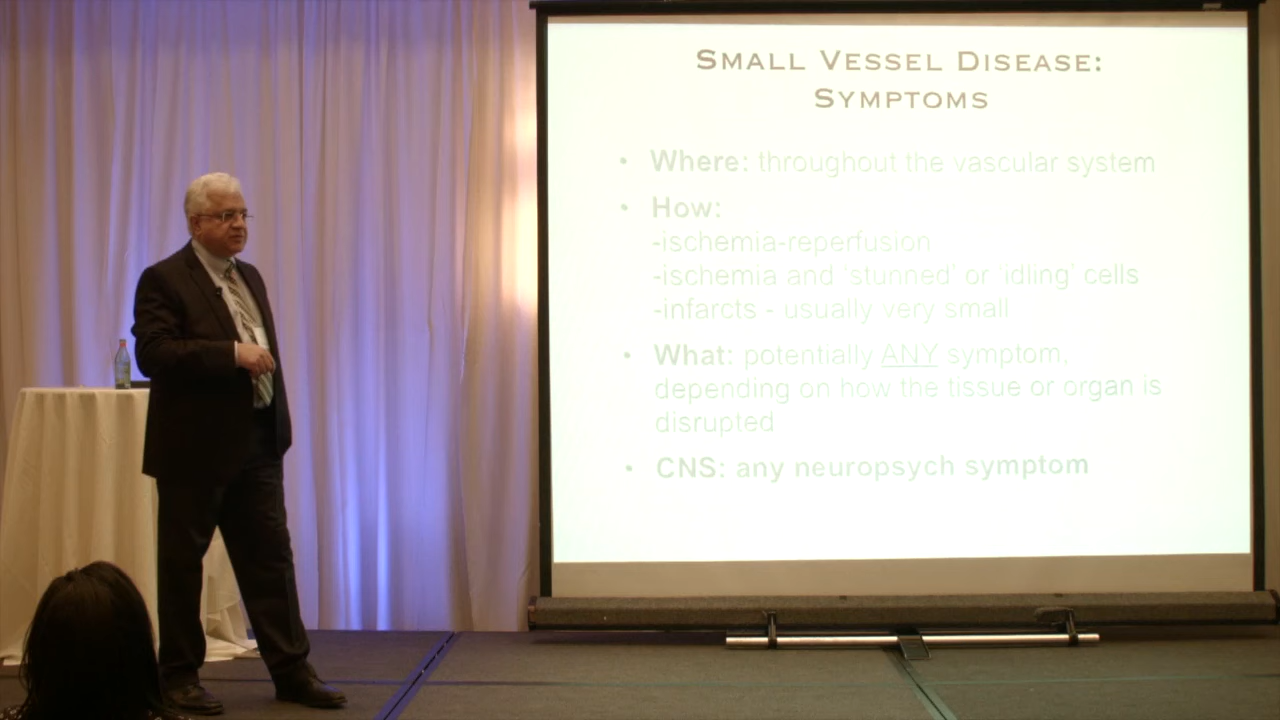 SMALL VESSEL DISEASE:
SYMPTOMS
• Where: throughout the vascular system
• How:
-ischemia-reperfusion
-ischemia and 'stunned' or 'idling' cells
-infarcts - usually very small
• What: potentially ANY symptom,
depending on how the tissue or organ is
disrupted
• CNS: any neuropsych symptom